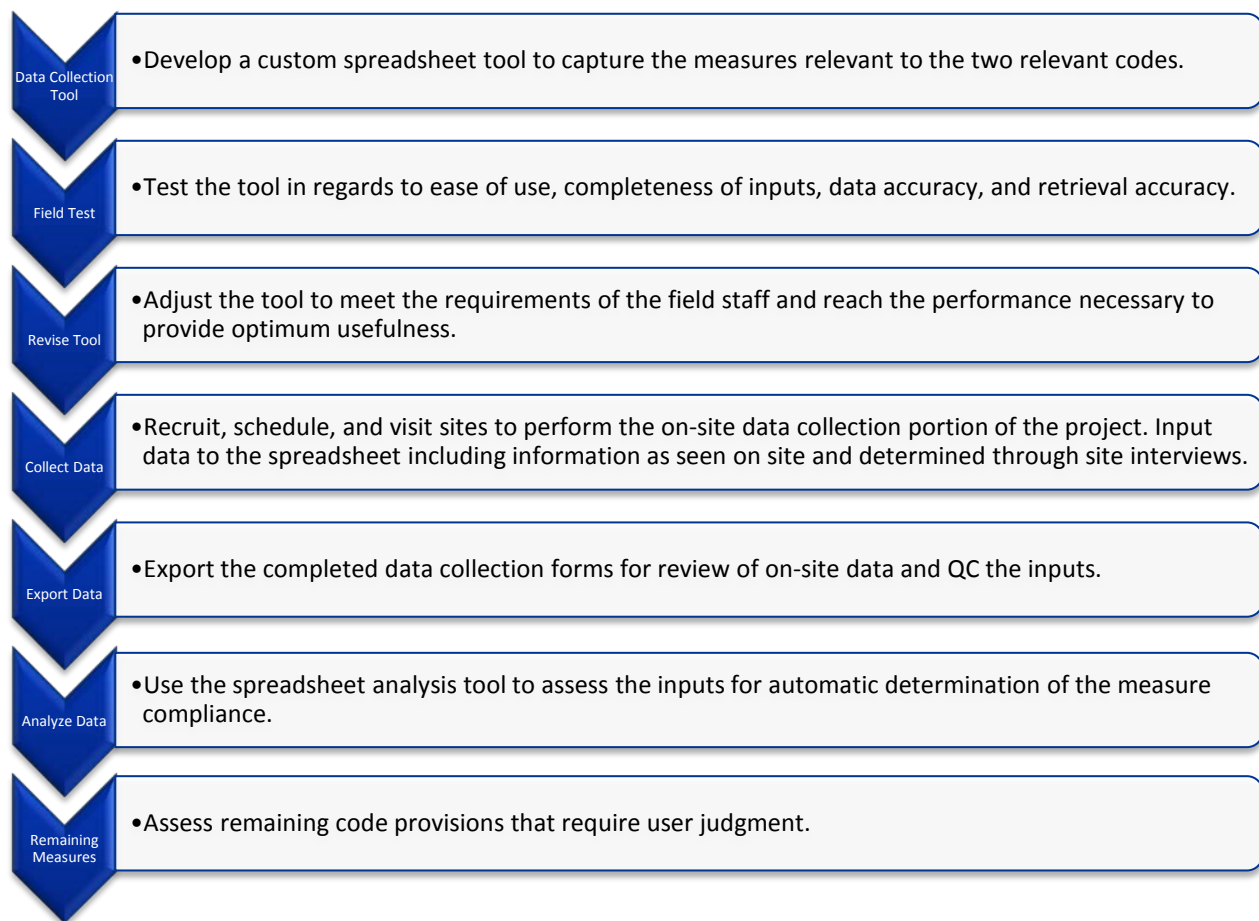 Data Collection
Tool
•Develop a custom spreadsheet tool to capture the measures relevant to the two relevant codes.
Field Test
•Test the tool in regards to ease of use, completeness of inputs, data accuracy, and retrieval accuracy.
Revise Tool
•Adjust the tool to meet the requirements of the field staff and reach the performance necessary to
provide optimum usefulness.
Collect Data
•Recruit, schedule, and visit sites to perform the on-site data collection portion of the project. Input
data to the spreadsheet including information as seen on site and determined through site interviews.
Export Data
•Export the completed data collection forms for review of on-site data and QC the inputs.
Analyze Data
•Use the spreadsheet analysis tool to assess the inputs for automatic determination of the measure
compliance.
Remaining
Measures
•Assess remaining code provisions that require user judgment.